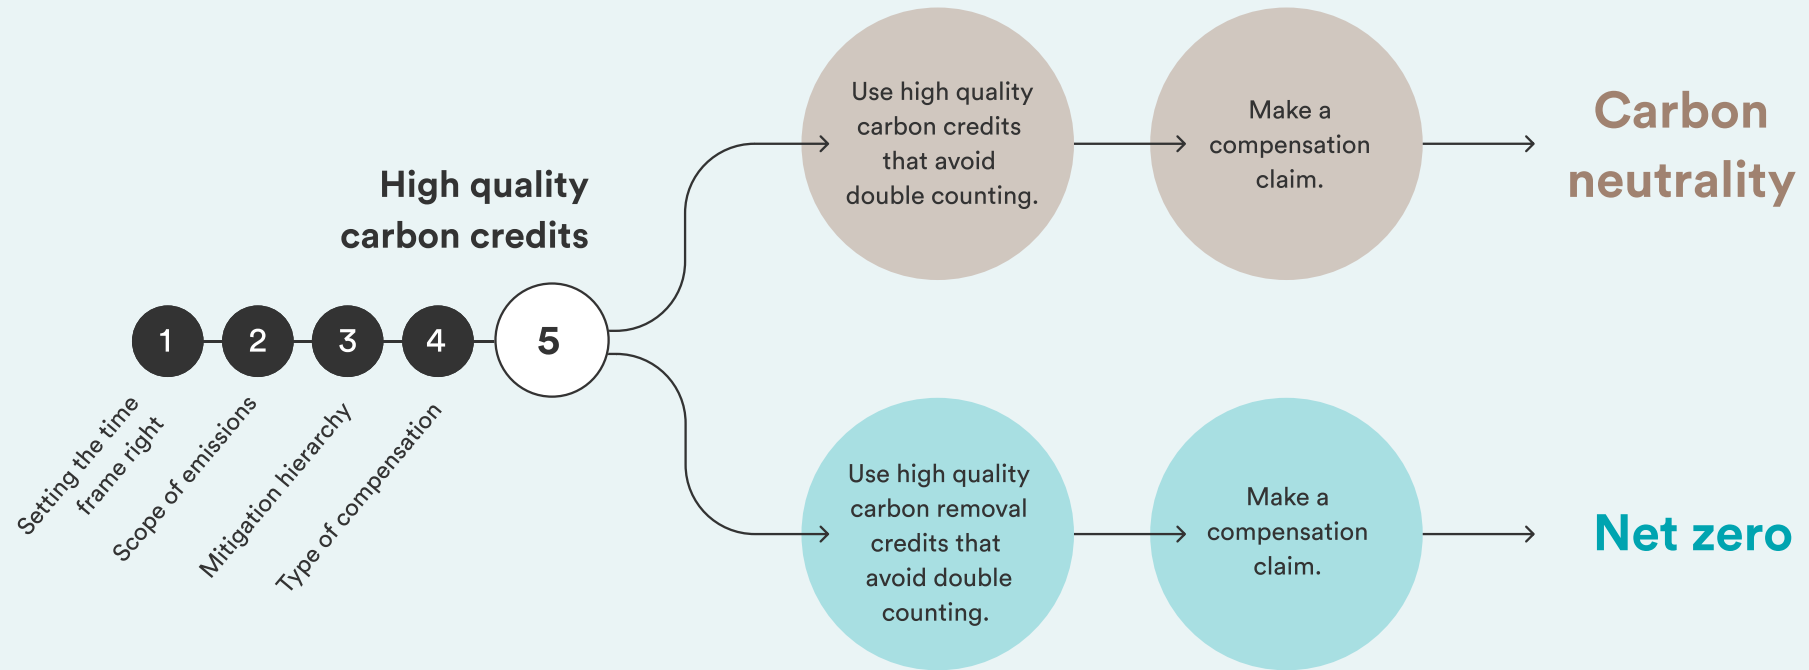 High quality
carbon credits
1
2
3
4
5
Setting the time
frame right
Scope of emissions
Mitigation hierarchy
Type of compensation
Use high quality
carbon credits
that avoid
double counting.
Make a
compensation
claim.
Carbon
neutrality
Use high quality
carbon removal
credits that
avoid double
counting.
Make a
compensation
claim.
Net zero